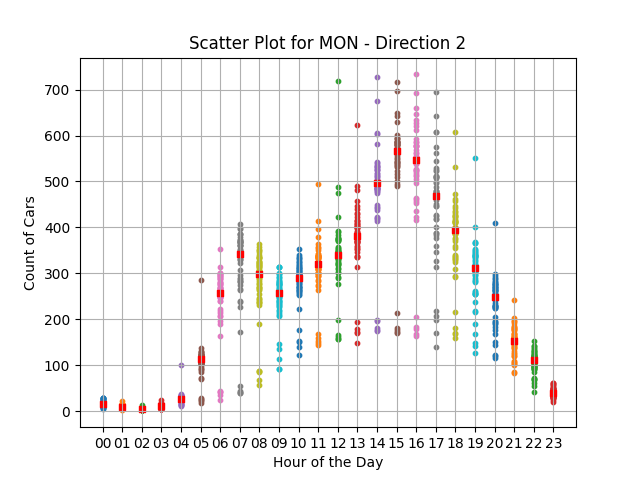 Scatter Plot for MON - Direction 2
Count of Cars
700
600
500
400
300
200
100
0
00 01 02 03 04 05 06 07 08 09 10 11 12 13 14 15 16 17 18 19 20 21 22 23
Hour of the Day